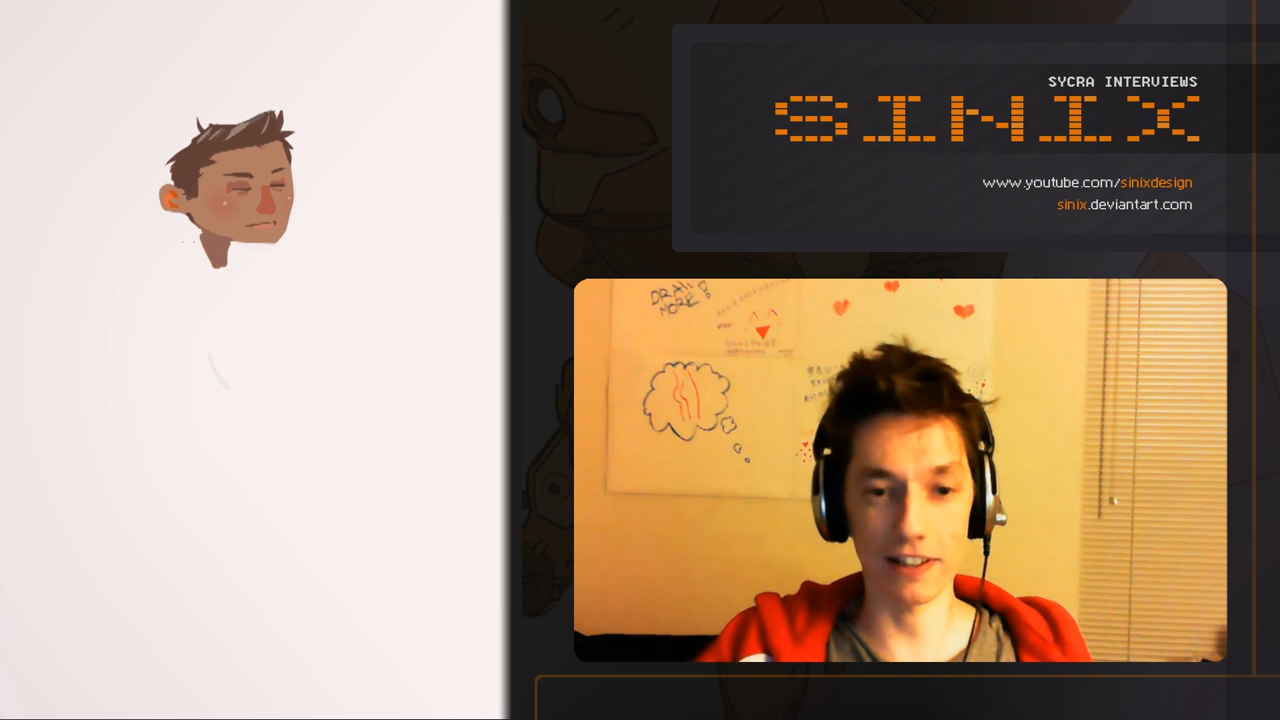 SYCRA INTERVIEWS
SINIX
www.youtube.com/sinixdesign
sinix.deviantart.com
DRAW
MORE!